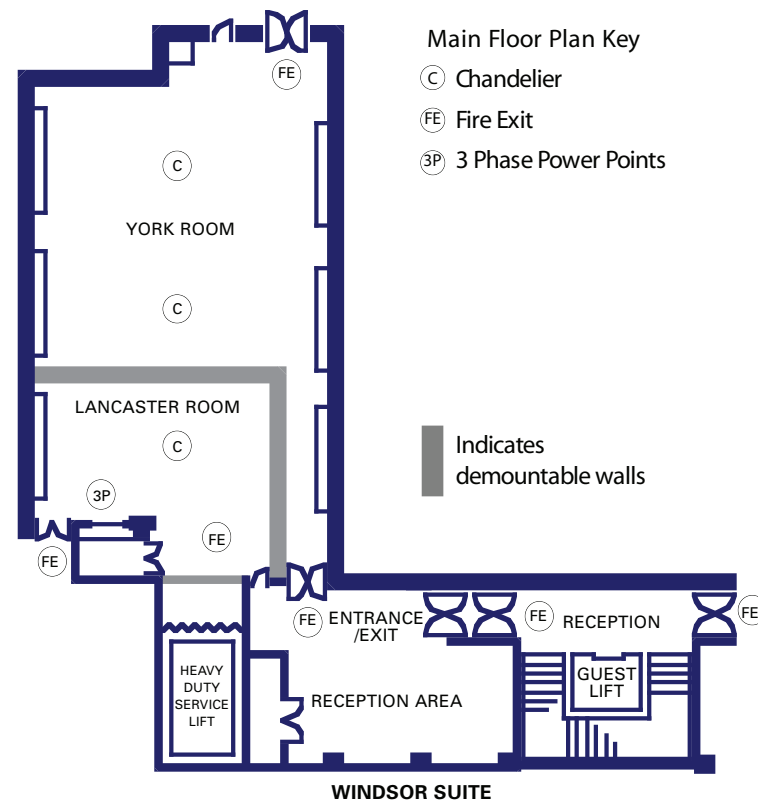 Main Floor Plan Key
C Chandelier
FE Fire Exit
3P 3 Phase Power Points
FE
C
YORK ROOM
C
LANCASTER ROOM
C
Indicates
demountable walls
3P
FE
FE
FE
ENTRANCE
/EXIT
FE
RECEPTION
FE
HEAVY
DUTY
SERVICE
LIFT
RECEPTION AREA
GUEST
LIFT
WINDSOR SUITE